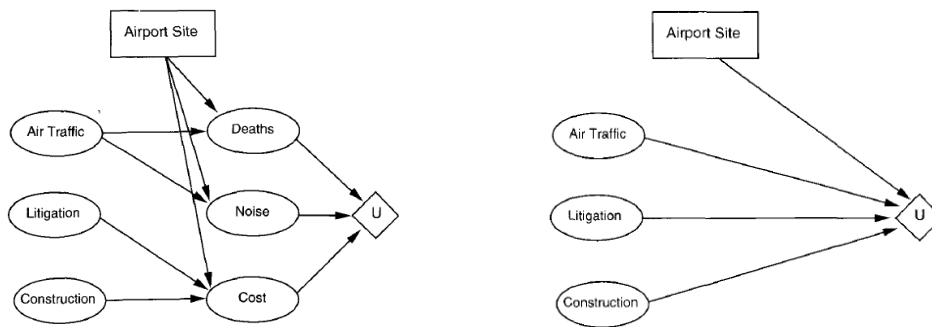 Airport Site
Air Traffic
Deaths
Litigation
Noise
U
Construction
Cost
Airport Site
Air Traffic
Litigation
U
Construction